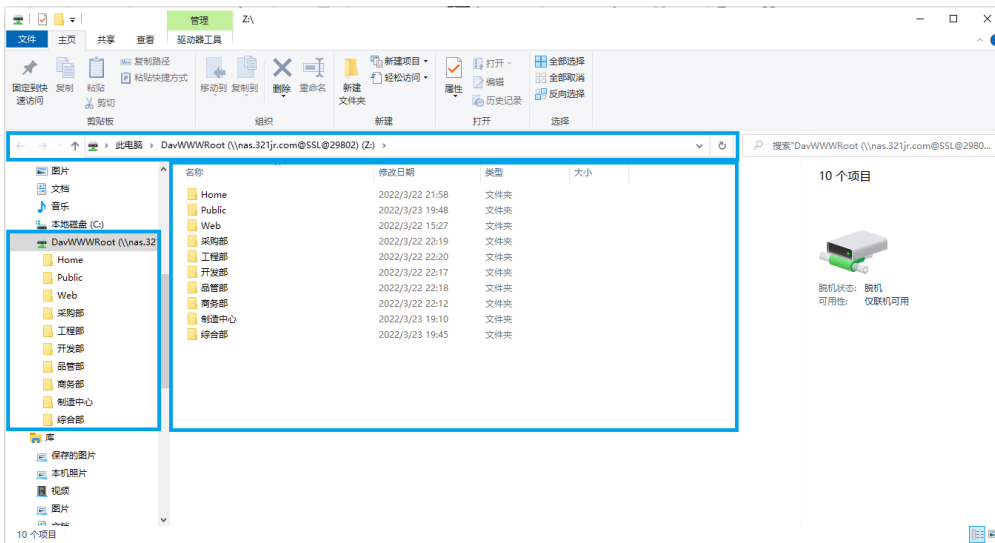 管理 Z:\
文件 主页 共享 查看 驱动器工具
固定到快速访问
复制
粘贴
复制路径
粘贴快捷方式
剪切
剪贴板
移动到 复制到 删除 重命名
组织
新建文件夹
新建项目
轻松访问
新建
属性
打开
编辑
历史记录
打开
全部选择
全部取消
反向选择
选择
此电脑 DavWWWRoot (\\nas.321jr.com@SSL@29802) (Z:)
搜索"DavWWWRoot (\\nas.321jr.com@SSL@2980...
图片
文档
音乐
本地磁盘 (C:)
DavWWWRoot (\\nas.32
Home
Public
Web
采购部
工程部
开发部
品管部
商务部
制造中心
综合部
库
保存的图片
本机照片
视频
图片
名称 修改日期 类型 大小
Home 2022/3/22 21:58 文件夹
Public 2022/3/23 19:48 文件夹
Web 2022/3/22 15:27 文件夹
采购部 2022/3/22 22:19 文件夹
工程部 2022/3/22 22:20 文件夹
开发部 2022/3/22 22:17 文件夹
品管部 2022/3/22 22:18 文件夹
商务部 2022/3/22 22:12 文件夹
制造中心 2022/3/23 19:10 文件夹
综合部 2022/3/23 19:45 文件夹
10 个项目
脱机状态: 脱机
可用性: 仅联机可用
10 个项目